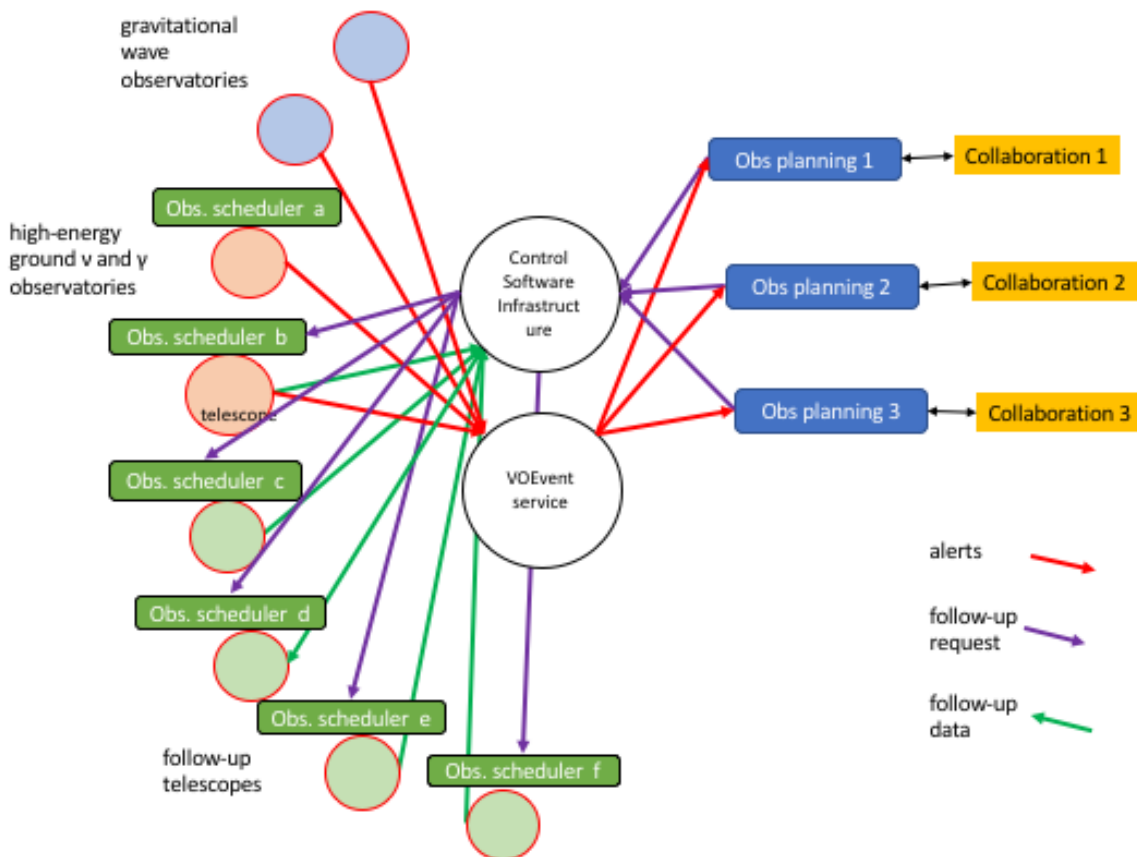 gravitational
wave
observatories
Obs. scheduler a
high-energy
ground ν and γ
observatories
Obs. scheduler b
telescope
Obs. scheduler c
Obs. scheduler d
Obs. scheduler e
follow-up
telescopes
Obs. scheduler f
Control
Software
Infrastruct
ure
VOEvent
service
Obs planning 1
Collaboration 1
Obs planning 2
Collaboration 2
Obs planning 3
Collaboration 3
alerts
follow-up
request
follow-up
data